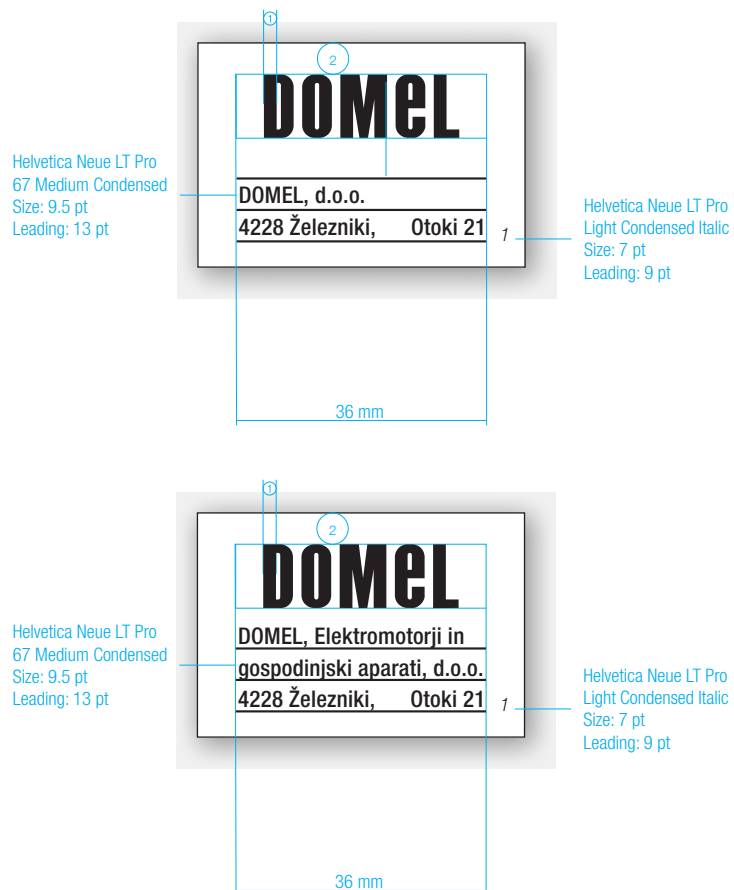 1
2
DOMEL
Helvetica Neue LT Pro
67 Medium Condensed
Size: 9.5 pt
Leading: 13 pt
DOMEL, d.o.o.
4228 Železniki, Otoki 21
1
Helvetica Neue LT Pro
Light Condensed Italic
Size: 7 pt
Leading: 9 pt
36 mm
1
2
DOMEL
Helvetica Neue LT Pro
67 Medium Condensed
Size: 9.5 pt
Leading: 13 pt
DOMEL, Elektromotorji in
gospodinjski aparati, d.o.o.
4228 Železniki, Otoki 21
1
Helvetica Neue LT Pro
Light Condensed Italic
Size: 7 pt
Leading: 9 pt
36 mm